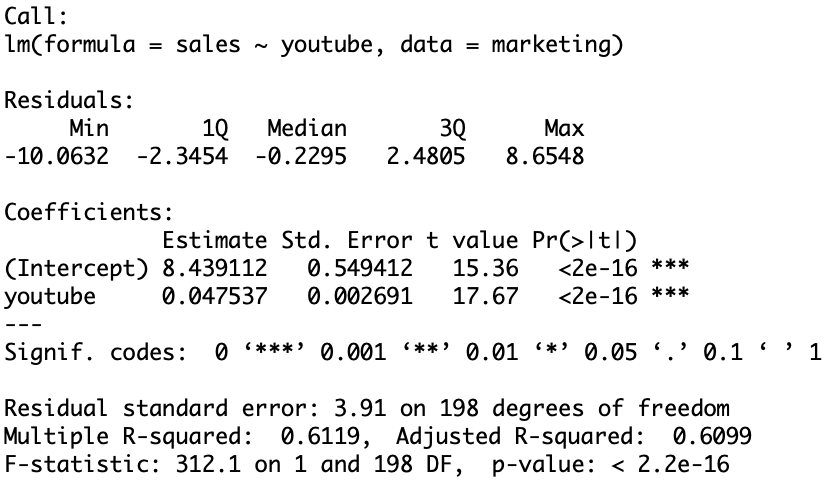 Call:
lm(formula = sales ~ youtube, data = marketing)
Residuals:
Min 1Q Median 3Q Max
-10.0632 -2.3454 -0.2295 2.4805 8.6548
Coefficients:
Estimate Std. Error t value Pr(>|t|)
(Intercept) 8.439112 0.549412 15.36 <2e-16 ***
youtube 0.047537 0.002691 17.67 <2e-16 ***
---
Signif. codes: 0 ‘***’ 0.001 ‘**’ 0.01 ‘*’ 0.05 ‘.’ 0.1 ‘ ’ 1
Residual standard error: 3.91 on 198 degrees of freedom
Multiple R-squared: 0.6119, Adjusted R-squared: 0.6099
F-statistic: 312.1 on 1 and 198 DF, p-value: < 2.2e-16